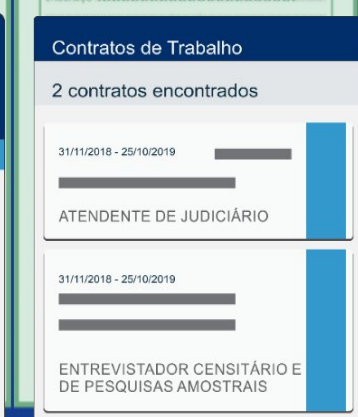 Contratos de Trabalho
2 contratos encontrados
31/11/2018 - 25/10/2019
ATENDENTE DE JUDICIÁRIO
31/11/2018 - 25/10/2019
ENTREVISTADOR CENSITÁRIO E
DE PESQUISAS AMOSTRAIS